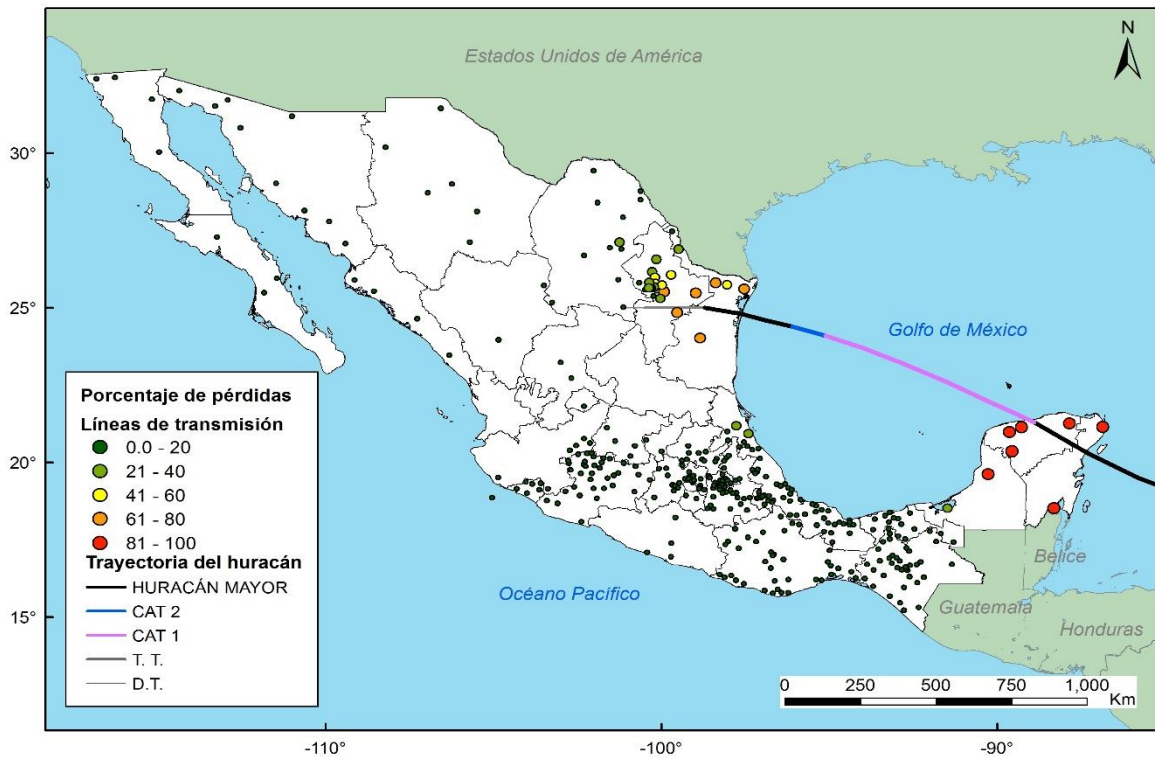 Estados Unidos de América
N
30°
25°
Golfo de México
20°
15°
Océano Pacífico
Belice
Guatemala
Honduras
Porcentaje de pérdidas
Líneas de transmisión
0.0 - 20
21 - 40
41 - 60
61 - 80
81 - 100
Trayectoria del huracán
HURACÁN MAYOR
CAT 2
CAT 1
T. T.
D.T.
0 250 500 750 1,000
Km
-110° -100° -90°